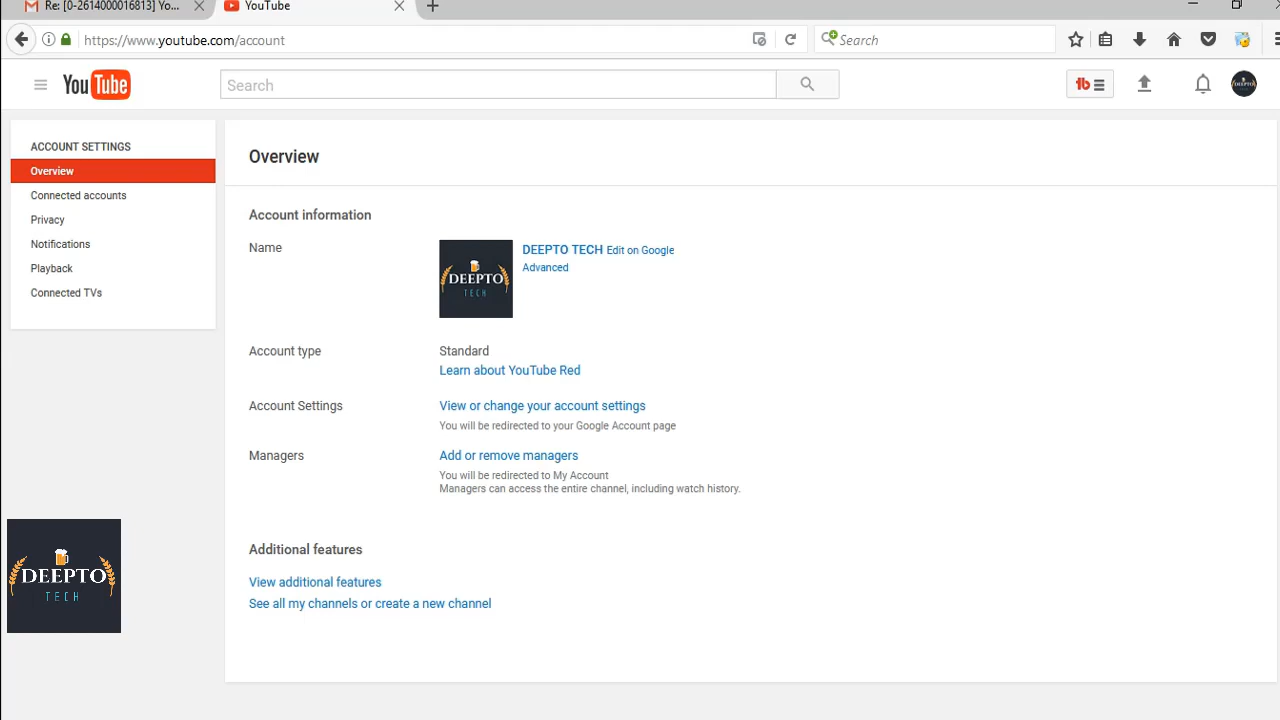 Re: [0-2614000016813] Yo...
YouTube
https://www.youtube.com/account
Search
YouTube
Search
ACCOUNT SETTINGS
Overview
Connected accounts
Privacy
Notifications
Playback
Connected TVs
Overview
Account information
Name
DEEPTO TECH Edit on Google
Advanced
DEEPTO
TECH
Account type
Standard
Learn about YouTube Red
Account Settings
View or change your account settings
You will be redirected to your Google Account page
Managers
Add or remove managers
You will be redirected to My Account
Managers can access the entire channel, including watch history.
Additional features
View additional features
See all my channels or create a new channel
DEEPTO
TECH